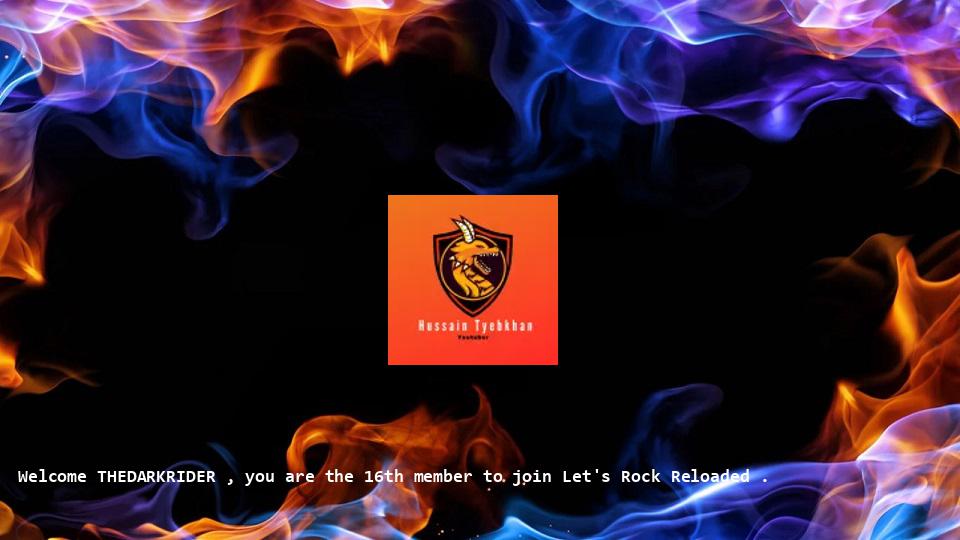 Hussain Tyebkhan
Youtuber
Welcome THEDARKRIDER , you are the 16th member to join Let's Rock Reloaded .